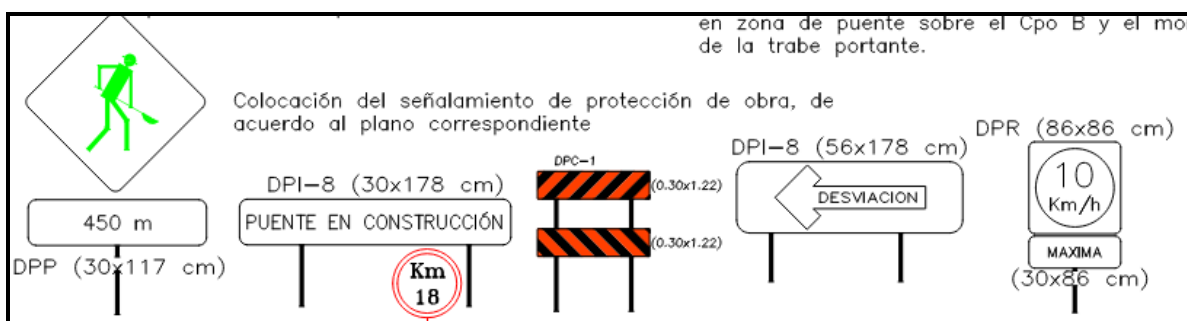 en zona de puente sobre el Cpo B y el mo
de la trabe portante.
Colocación del señalamiento de protección de obra, de
acuerdo al plano correspondiente
450 m
DPP (30x117 cm)
DPI-8 (30x178 cm)
PUENTE EN CONSTRUCCIÓN
Km
18
DPC-1
(0.30x1.22)
(0.30x1.22)
DPI-8 (56x178 cm)
DESVIACION
DPR (86x86 cm)
10
Km/h
MAXIMA
(30x86 cm)